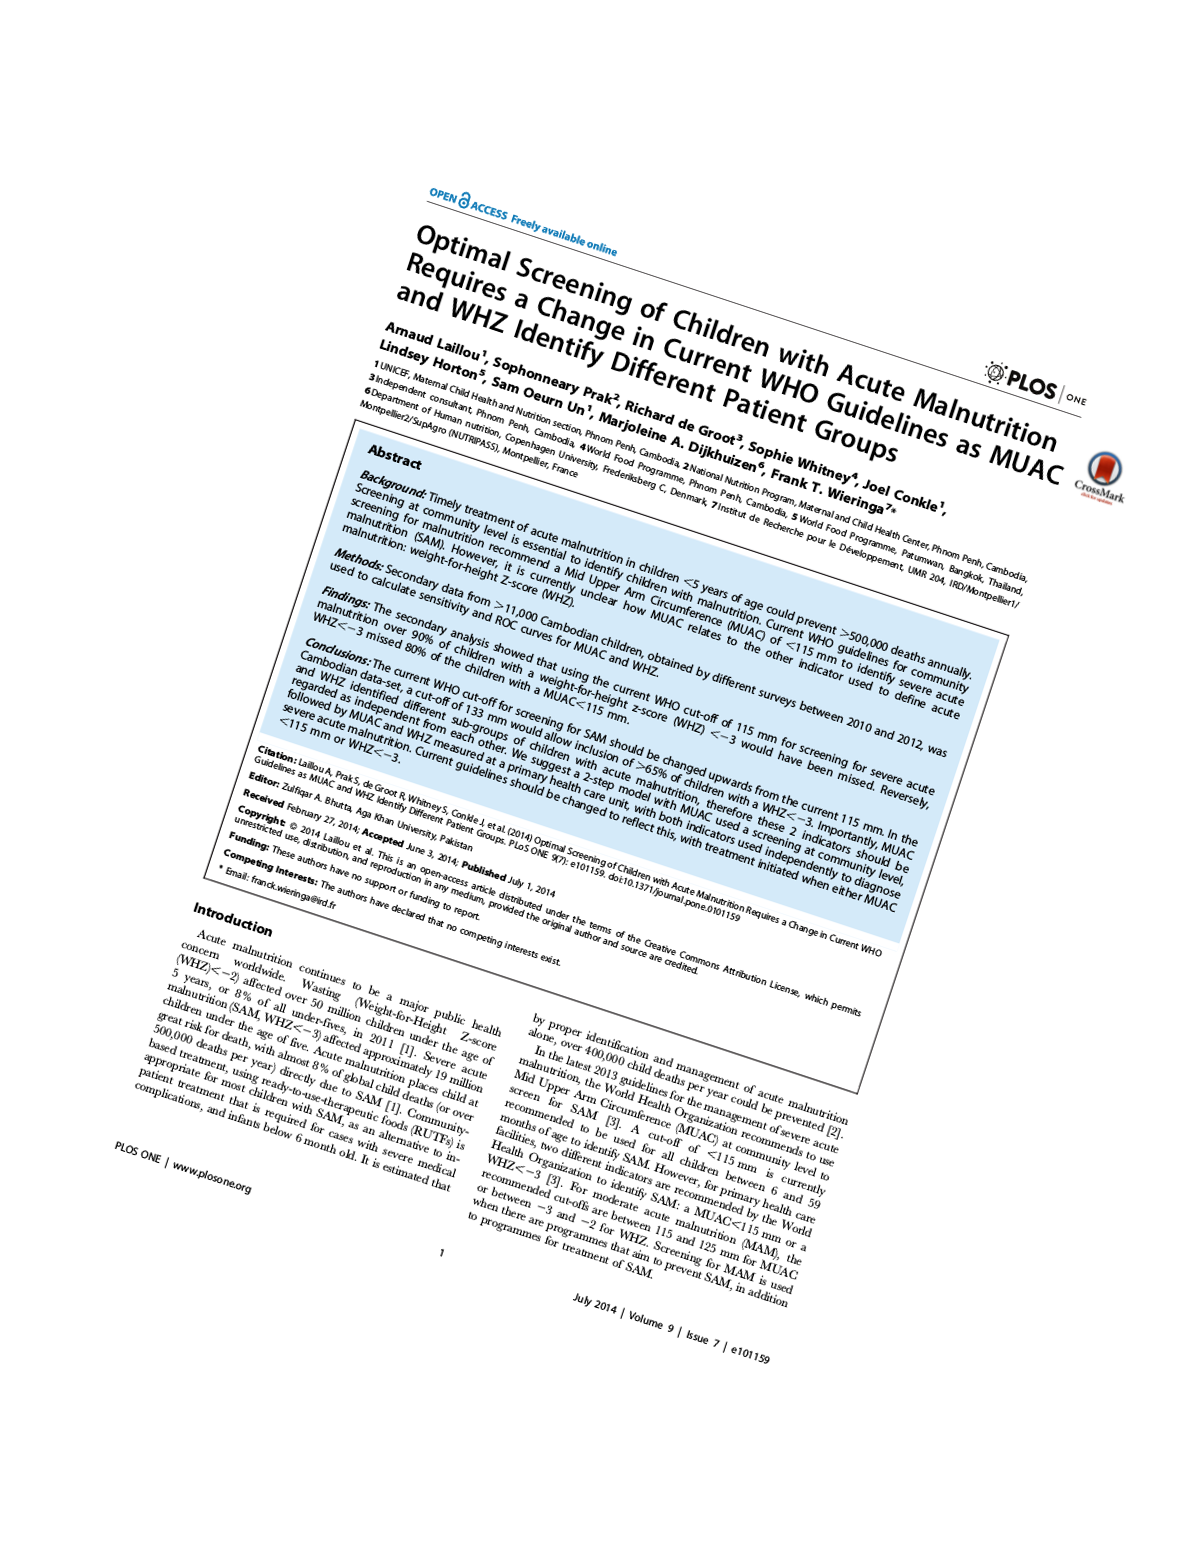 OPEN ACCESS Freely available online
PLOS ONE
Optimal Screening of Children with Acute Malnutrition
Requires a Change in Current WHO Guidelines as MUAC
and WHZ Identify Different Patient Groups
CrossMark
click for updates
Arnaud Laillou1, Sophonneary Prak2, Richard de Groot3, Sophie Whitney4, Joel Conkle1,
Lindsey Horton5, Sam Oeurn Un1, Marjoleine A. Dijkhuizen6, Frank T. Wieringa7*
1 UNICEF, Maternal Child Health and Nutrition section, Phnom Penh, Cambodia, 2 National Nutrition Program, Maternal and Child Health Center, Phnom Penh, Cambodia,
3 Independent consultant, Phnom Penh, Cambodia, 4 World Food Programme, Phnom Penh, Cambodia, 5 World Food Programme, Patumwan, Bangkok, Thailand,
6 Department of Human nutrition, Copenhagen University, Frederiksberg C, Denmark, 7 Institut de Recherche pour le Développement, UMR 204, IRD/Montpellier1/
Montpellier2/SupAgro (NUTRIPASS), Montpellier, France
Abstract
Background: Timely treatment of acute malnutrition in children <5 years of age could prevent >500,000 deaths annually.
Screening at community level is essential to identify children with malnutrition. Current WHO guidelines for community
screening for malnutrition recommend a Mid Upper Arm Circumference (MUAC) of <115 mm to identify severe acute
malnutrition (SAM). However, it is currently unclear how MUAC relates to the other indicator used to define acute
malnutrition: weight-for-height Z-score (WHZ).
Methods: Secondary data from >11,000 Cambodian children, obtained by different surveys between 2010 and 2012, was
used to calculate sensitivity and ROC curves for MUAC and WHZ.
Findings: The secondary analysis showed that using the current WHO cut-off of 115 mm for screening for severe acute
malnutrition over 90% of children with a weight-for-height z-score (WHZ) <−3 would have been missed. Reversely,
WHZ<−3 missed 80% of the children with a MUAC<115 mm.
Conclusions: The current WHO cut-off for screening for SAM should be changed upwards from the current 115 mm. In the
Cambodian data-set, a cut-off of 133 mm would allow inclusion of >65% of children with a WHZ<−3. Importantly, MUAC
and WHZ identified different sub-groups of children with acute malnutrition, therefore these 2 indicators should be
regarded as independent from each other. We suggest a 2-step model with MUAC used a screening at community level,
followed by MUAC and WHZ measured at a primary health care unit, with both indicators used independently to diagnose
severe acute malnutrition. Current guidelines should be changed to reflect this, with treatment initiated when either MUAC
<115 mm or WHZ<−3.
Citation: Laillou A, Prak S, de Groot R, Whitney S, Conkle J, et al. (2014) Optimal Screening of Children with Acute Malnutrition Requires a Change in Current WHO
Guidelines as MUAC and WHZ Identify Different Patient Groups. PLoS ONE 9(7): e101159. doi:10.1371/journal.pone.0101159
Editor: Zulfiqar A. Bhutta, Aga Khan University, Pakistan
Received February 27, 2014; Accepted June 3, 2014; Published July 1, 2014
Copyright: © 2014 Laillou et al. This is an open-access article distributed under the terms of the Creative Commons Attribution License, which permits
unrestricted use, distribution, and reproduction in any medium, provided the original author and source are credited.
Funding: These authors have no support or funding to report.
Competing Interests: The authors have declared that no competing interests exist.
* Email: franck.wieringa@ird.fr
Introduction
Acute malnutrition continues to be a major public health
concern worldwide. Wasting (Weight-for-Height Z-score
(WHZ)<−2) affected over 50 million children under the age of
5 years, or 8% of all under-fives, in 2011 [1]. Severe acute
malnutrition (SAM, WHZ<−3) affected approximately 19 million
children under the age of five. Acute malnutrition places child at
great risk for death, with almost 8% of global child deaths (or over
500,000 deaths per year) directly due to SAM [1]. Community-
based treatment, using ready-to-use-therapeutic foods (RUTFs) is
appropriate for most children with SAM, as an alternative to in-
patient treatment that is required for cases with severe medical
complications, and infants below 6 month old. It is estimated that
by proper identification and management of acute malnutrition
alone, over 400,000 child deaths per year could be prevented [2].
In the latest 2013 guidelines for the management of severe acute
malnutrition, the World Health Organization recommends to use
Mid Upper Arm Circumference (MUAC) at community level to
screen for SAM [3]. A cut-off of <115 mm is currently
recommended to be used for all children between 6 and 59
months of age to identify SAM. However, for primary health care
facilities, two different indicators are recommended by the World
Health Organization to identify SAM: a MUAC<115 mm or a
WHZ<−3 [3]. For moderate acute malnutrition (MAM), the
recommended cut-offs are between 115 and 125 mm for MUAC
or between −3 and −2 for WHZ. Screening for MAM is used
when there are programmes that aim to prevent SAM, in addition
to programmes for treatment of SAM.
PLOS ONE | www.plosone.org
1
July 2014 | Volume 9 | Issue 7 | e101159